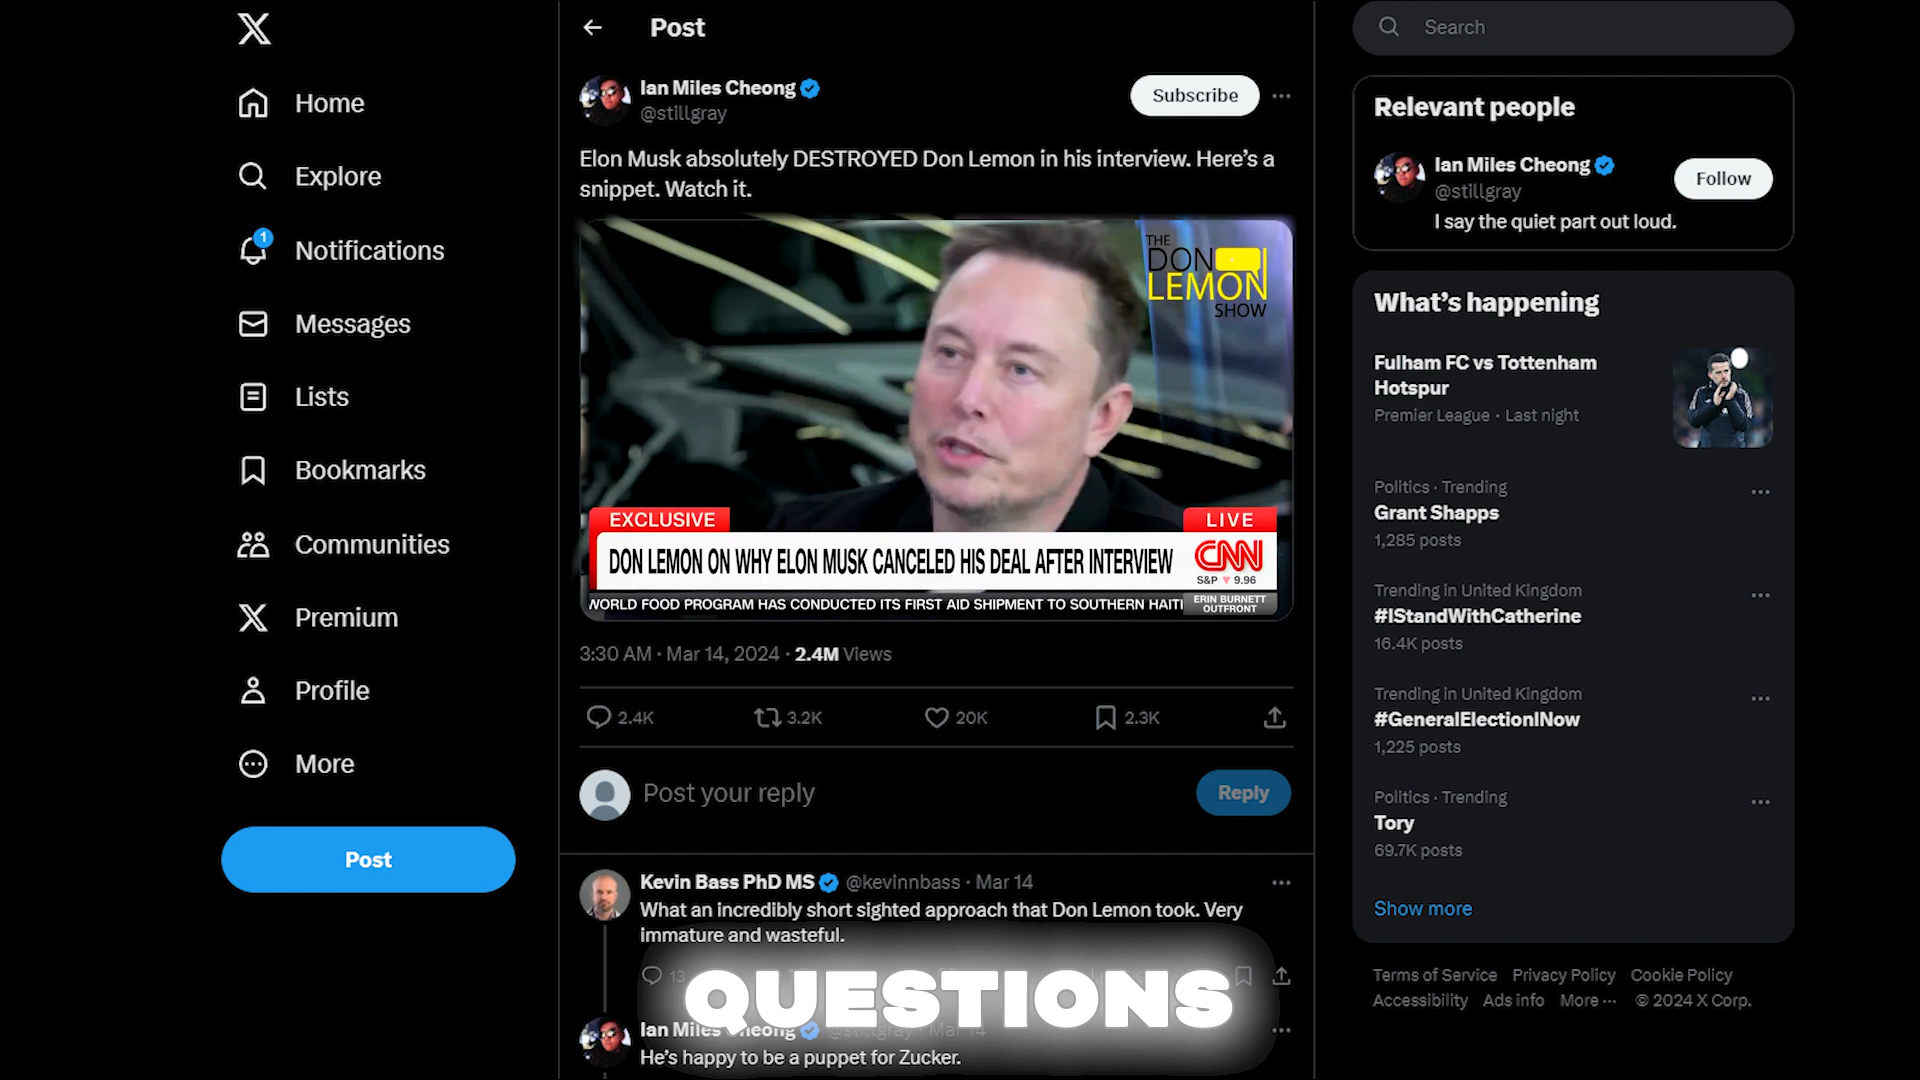 Home
Explore
1
Notifications
Messages
Lists
Bookmarks
Communities
Premium
Profile
More
Post
Post
Ian Miles Cheong
@stillgray
Subscribe
Elon Musk absolutely DESTROYED Don Lemon in his interview. Here's a
snippet. Watch it.
THE
DON
LEMON
SHOW
EXCLUSIVE
LIVE
DON LEMON ON WHY ELON MUSK CANCELED HIS DEAL AFTER INTERVIEW
CNN
S&P ▼ 9.96
WORLD FOOD PROGRAM HAS CONDUCTED ITS FIRST AID SHIPMENT TO SOUTHERN HAITI
ERIN BURNETT
OUTFRONT
3:30 AM · Mar 14, 2024 · 2.4M Views
2.4K 3.2K 20K 2.3K
Post your reply
Reply
Kevin Bass PhD MS @kevinnbass · Mar 14
What an incredibly short sighted approach that Don Lemon took. Very
immature and wasteful.
13
QUESTIONS
Ian Miles Cheong @stillgray · Mar 14
He's happy to be a puppet for Zucker.
Search
Relevant people
Ian Miles Cheong
@stillgray
Follow
I say the quiet part out loud.
What's happening
Fulham FC vs Tottenham
Hotspur
Premier League · Last night
Politics · Trending
Grant Shapps
1,285 posts
Trending in United Kingdom
#IStandWithCatherine
16.4K posts
Trending in United Kingdom
#GeneralElectionlNow
1,225 posts
Politics · Trending
Tory
69.7K posts
Show more
Terms of Service Privacy Policy Cookie Policy
Accessibility Ads info More ··· © 2024 X Corp.